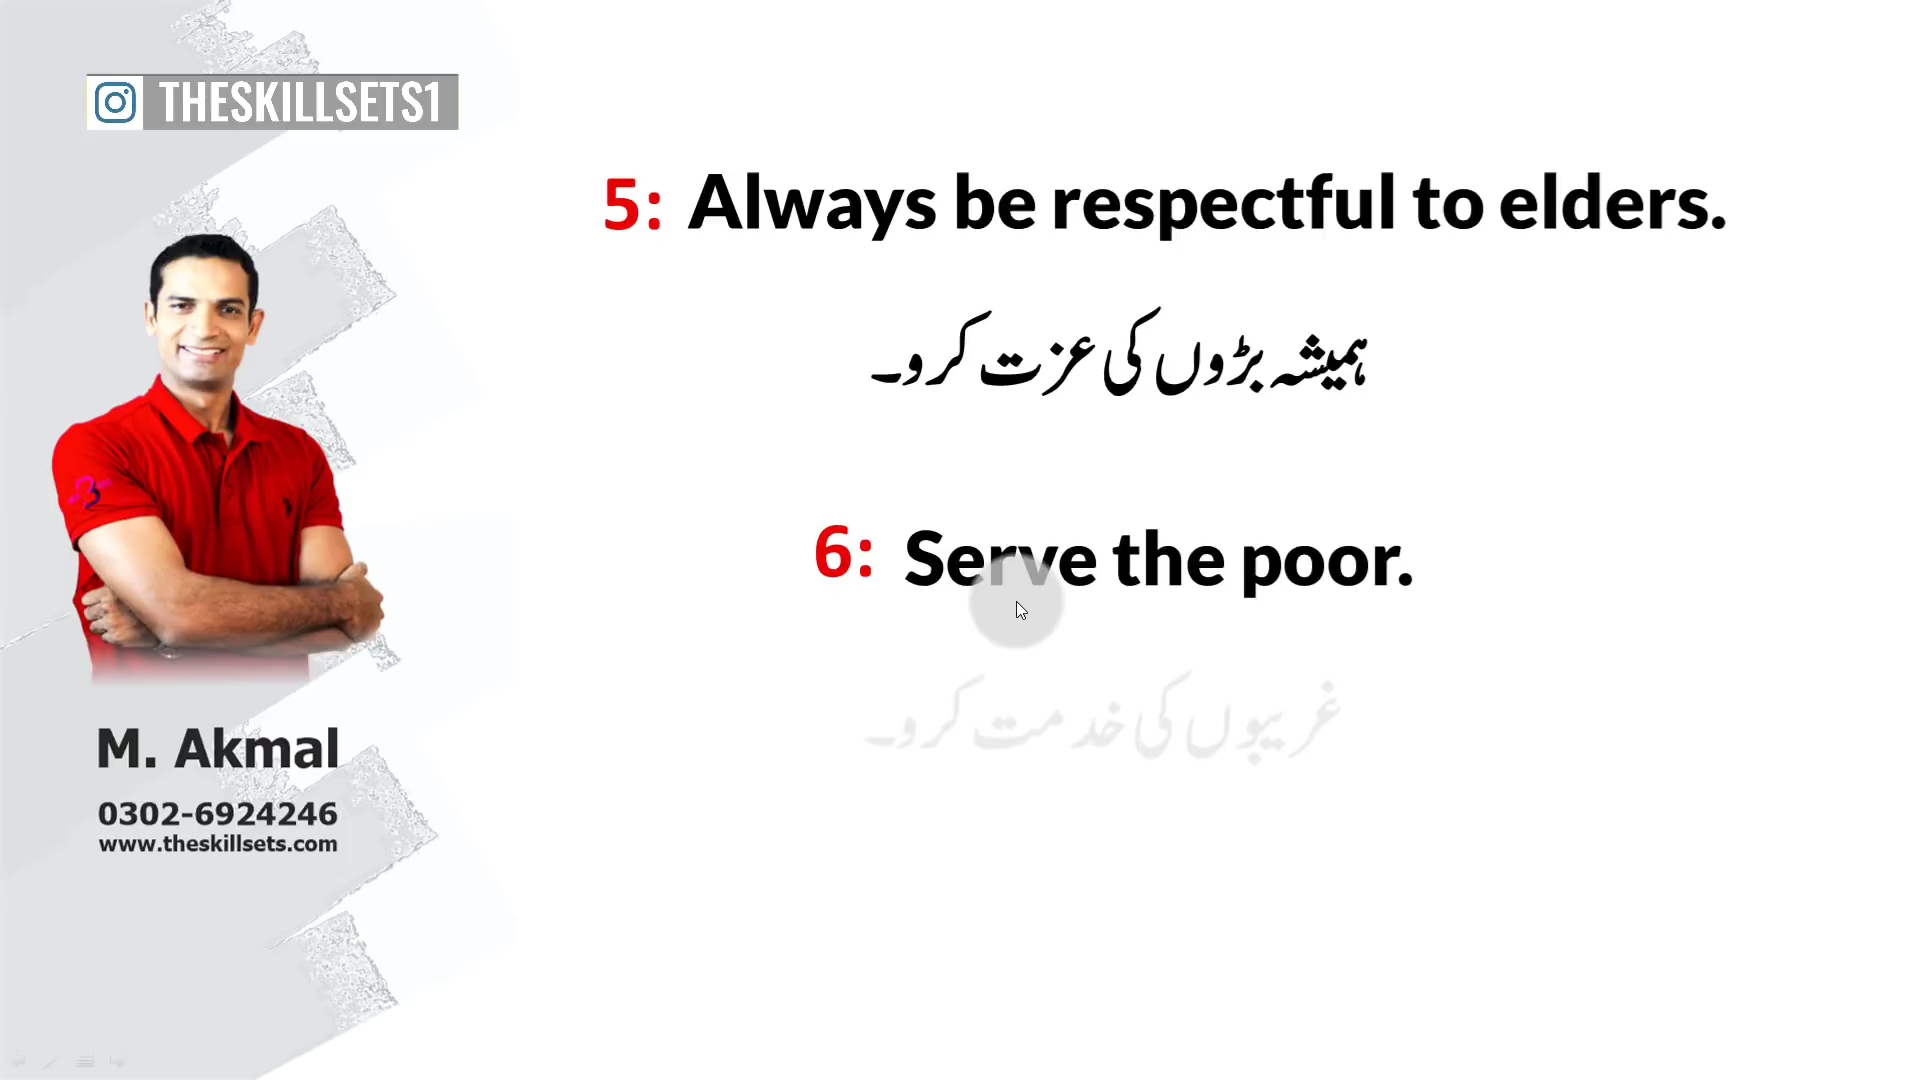 THESKILLSETS1
5: Always be respectful to elders.
ہمیشہ بڑوں کی عزت کرو۔
6: Serve the poor.
غریبوں کی خدمت کرو۔
M. Akmal
0302-6924246
www.theskillsets.com